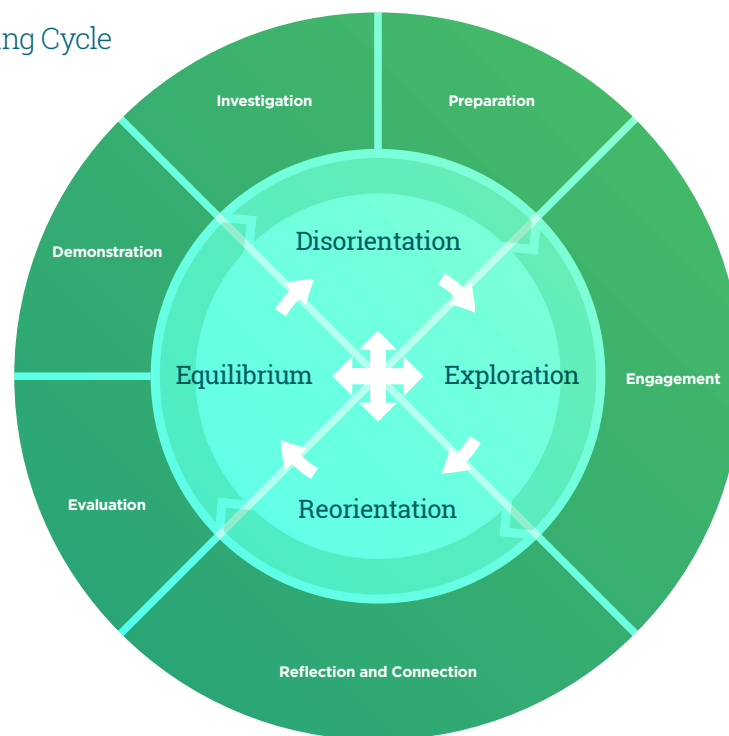 ng Cycle
Investigation
Preparation
Demonstration
Disorientation
Equilibrium
Exploration
Engagement
Evaluation
Reorientation
Reflection and Connection